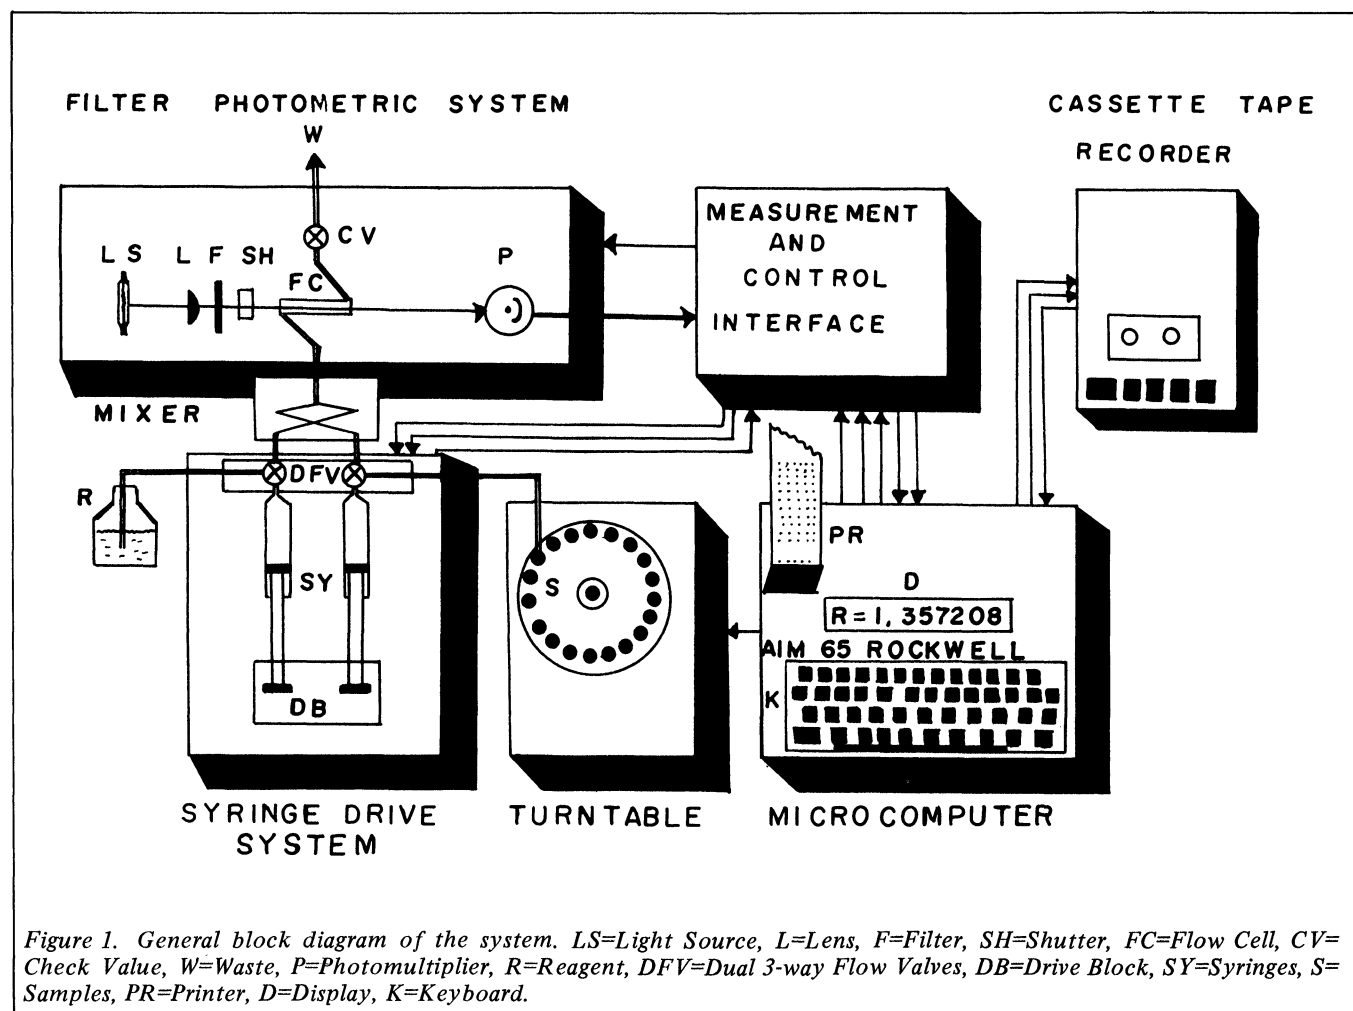 FILTER PHOTOMETRIC SYSTEM
W
CASSETTE TAPE
RECORDER
LS L F SH
CV
FC
P
MEASUREMENT
AND
CONTROL
INTERFACE
MIXER
DFV
R
SY
DB
S
PR
D
R=1,357208
AIM 65 ROCKWELL
K
SYRINGE DRIVE
SYSTEM
TURNTABLE
MICROCOMPUTER
Figure 1. General block diagram of the system. LS=Light Source, L=Lens, F=Filter, SH=Shutter, FC=Flow Cell, CV=
Check Value, W=Waste, P=Photomultiplier, R=Reagent, DFV=Dual 3-way Flow Valves, DB=Drive Block, SY=Syringes, S=
Samples, PR=Printer, D=Display, K=Keyboard.